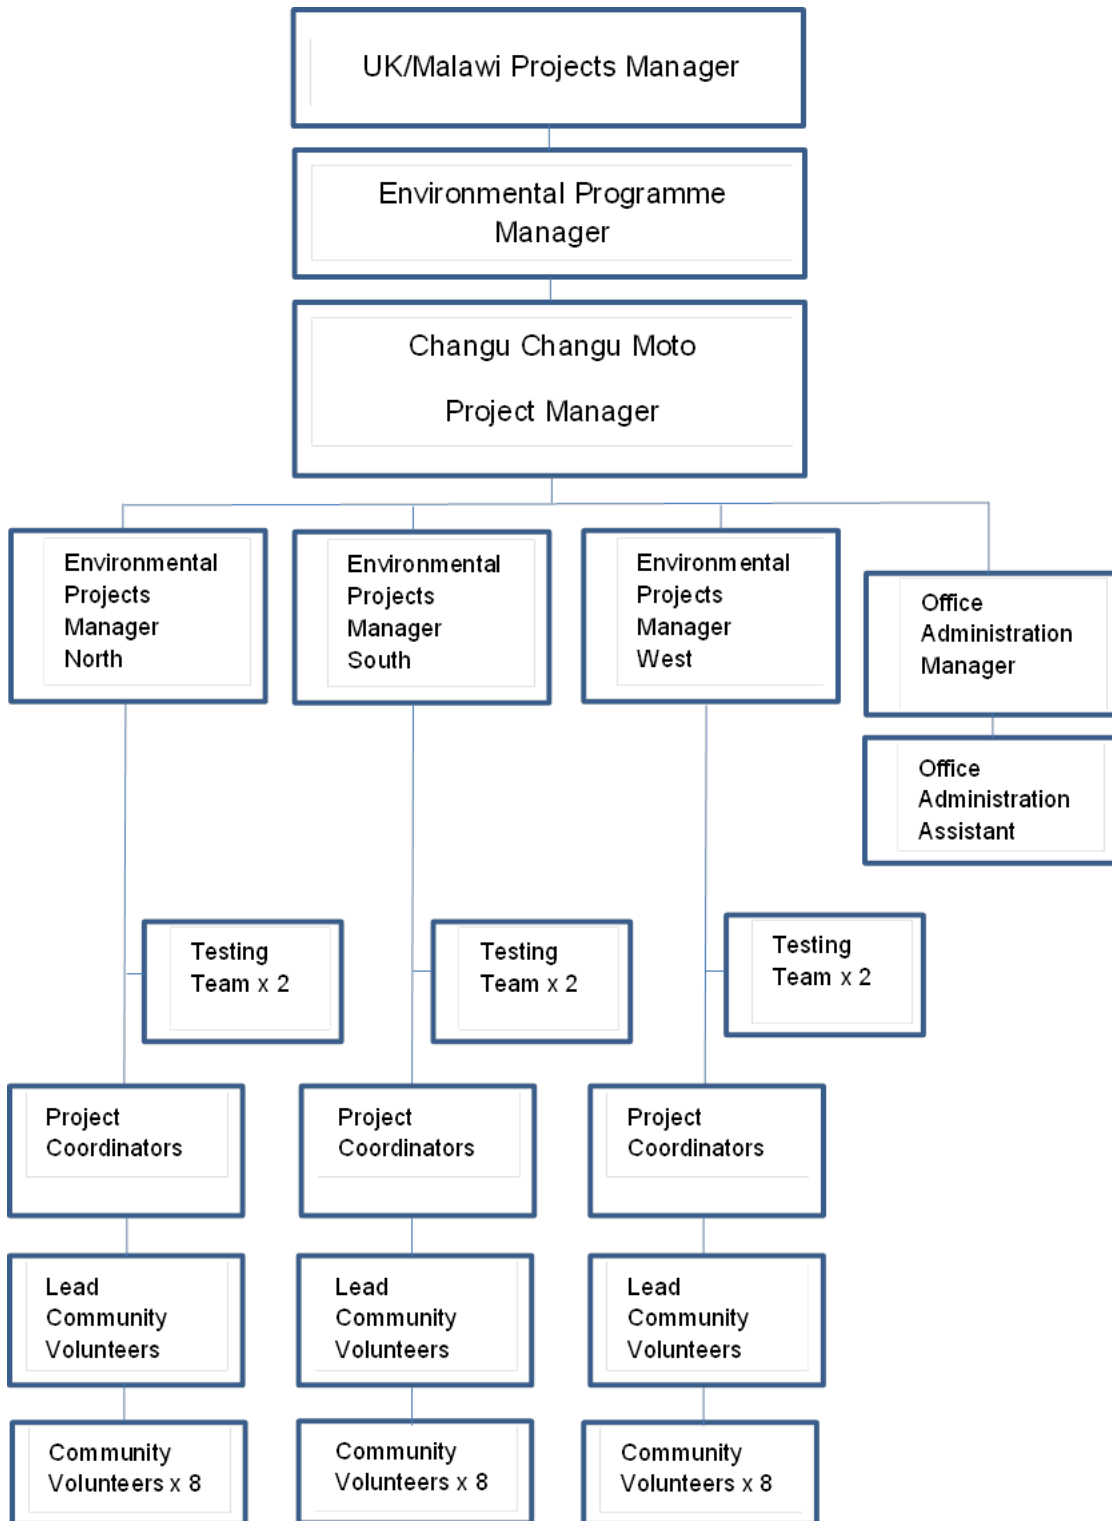 UK/Malawi Projects Manager
Environmental Programme
Manager
Changu Changu Moto
Project Manager
Environmental
Projects
Manager
North
Environmental
Projects
Manager
South
Environmental
Projects
Manager
West
Office
Administration
Manager
Office
Administration
Assistant
Testing
Team x 2
Testing
Team x 2
Testing
Team x 2
Project
Coordinators
Project
Coordinators
Project
Coordinators
Lead
Community
Volunteers
Lead
Community
Volunteers
Lead
Community
Volunteers
Community
Volunteers x 8
Community
Volunteers x 8
Community
Volunteers x 8